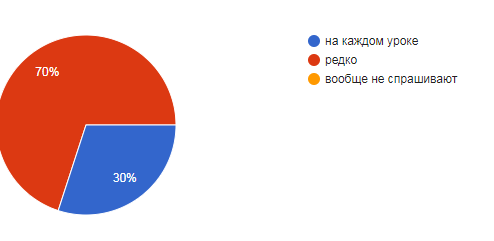 на каждом уроке
редко
вообще не спрашивают
70%
30%